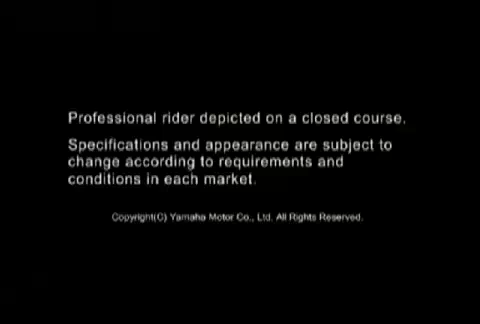 Professional rider depicted on a closed course.
Specifications and appearance are subject to
change according to requirements and
conditions in each market.
Copyright(C) Yamaha Motor Co., Ltd. All Rights Reserved.